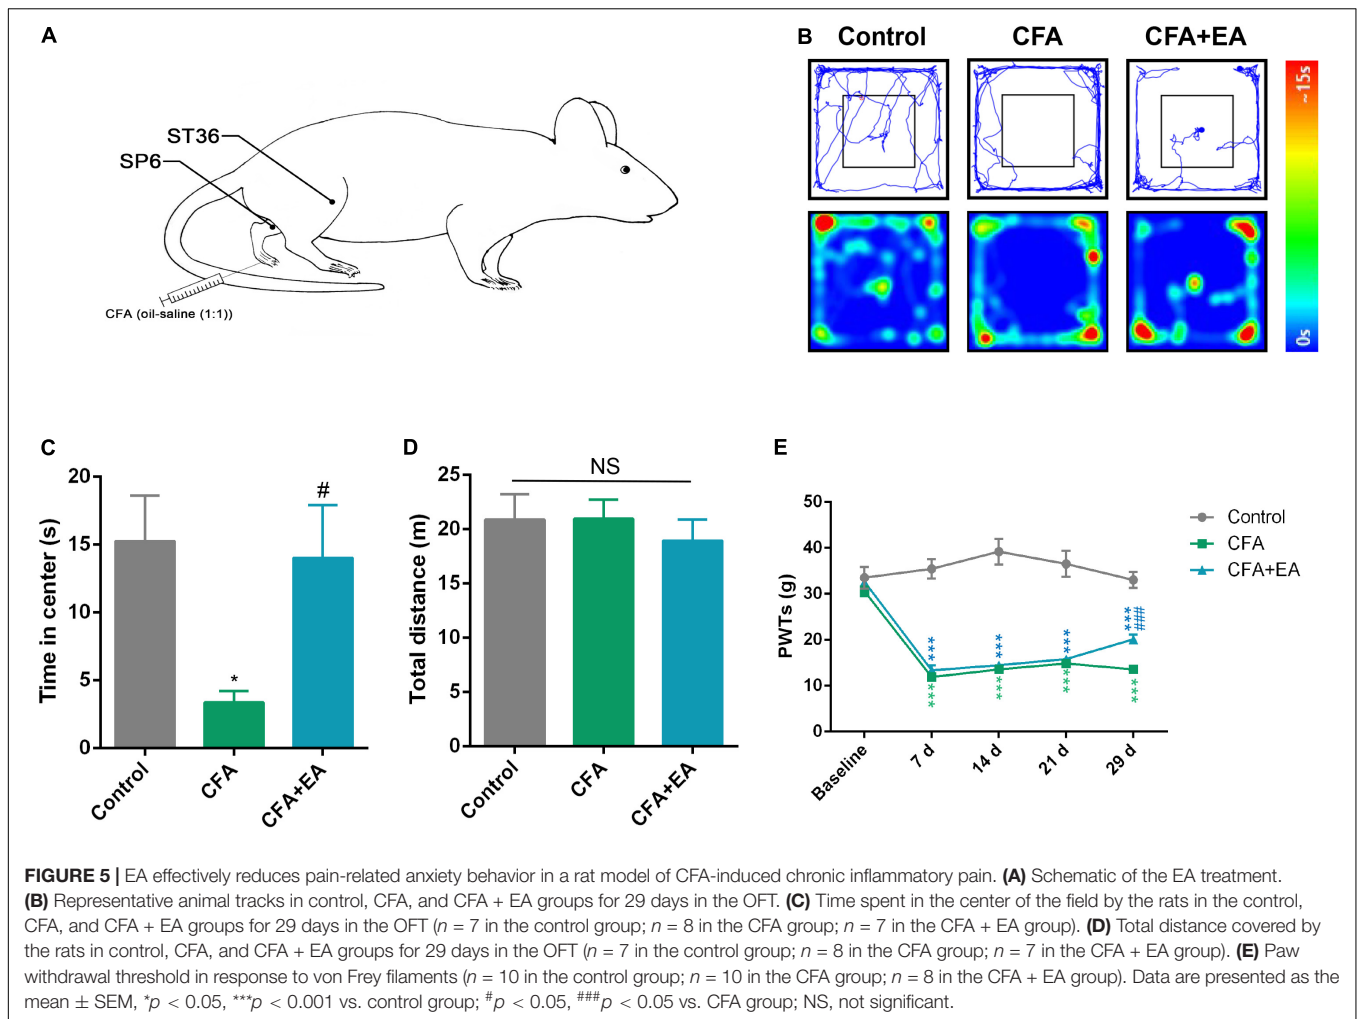 A
ST36
SP6
CFA (oil-saline (1:1))
B
Control
CFA
CFA+EA
~15s
0s
C
Time in center (s)
20
15
10
5
0
*
#
Control
CFA
CFA+EA
D
Total distance (m)
25
20
15
10
5
0
NS
Control
CFA
CFA+EA
E
PWTs (g)
50
40
30
20
10
0
***
***
***
***
###
***
***
***
***
Baseline
7 d
14 d
21 d
29 d
Control
CFA
CFA+EA
FIGURE 5 | EA effectively reduces pain-related anxiety behavior in a rat model of CFA-induced chronic inflammatory pain. (A) Schematic of the EA treatment.
(B) Representative animal tracks in control, CFA, and CFA + EA groups for 29 days in the OFT. (C) Time spent in the center of the field by the rats in the control,
CFA, and CFA + EA groups for 29 days in the OFT (n = 7 in the control group; n = 8 in the CFA group; n = 7 in the CFA + EA group). (D) Total distance covered by
the rats in control, CFA, and CFA + EA groups for 29 days in the OFT (n = 7 in the control group; n = 8 in the CFA group; n = 7 in the CFA + EA group). (E) Paw
withdrawal threshold in response to von Frey filaments (n = 10 in the control group; n = 10 in the CFA group; n = 8 in the CFA + EA group). Data are presented as the
mean ± SEM, *p < 0.05, ***p < 0.001 vs. control group; #p < 0.05, ###p < 0.05 vs. CFA group; NS, not significant.